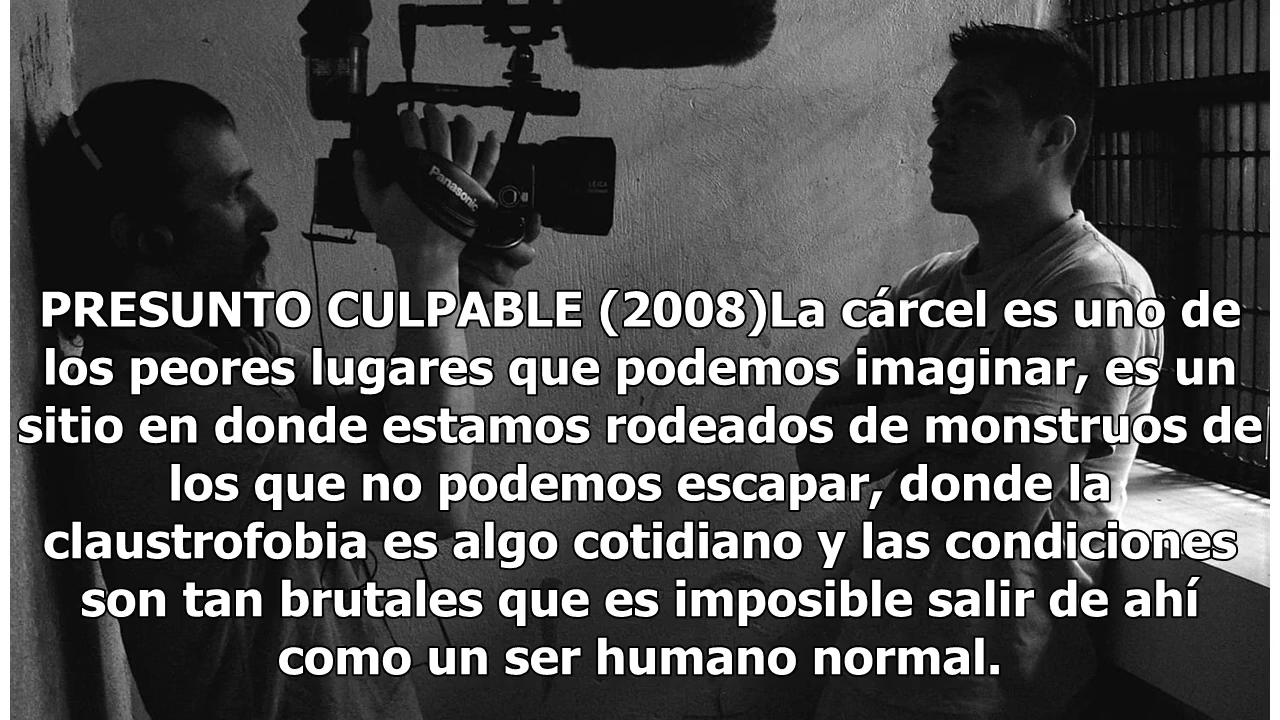 Panasonic
LEICA
PRESUNTO CULPABLE (2008)La cárcel es uno de
los peores lugares que podemos imaginar, es un
sitio en donde estamos rodeados de monstruos de
los que no podemos escapar, donde la
claustrofobia es algo cotidiano y las condiciones
son tan brutales que es imposible salir de ahí
como un ser humano normal.